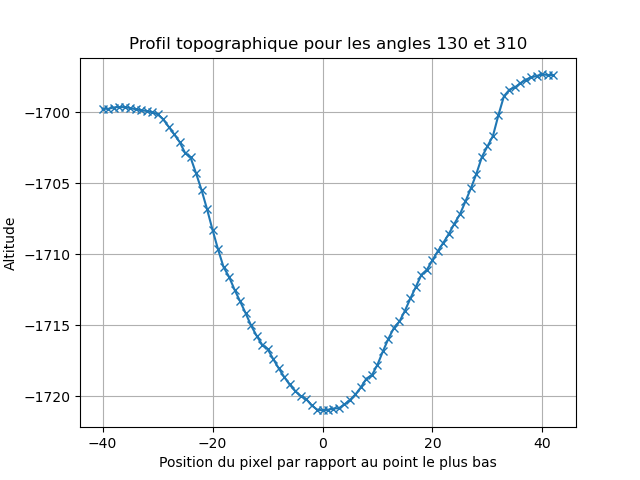 Profil topographique pour les angles 130 et 310
Altitude
−1700
−1705
−1710
−1715
−1720
−40 −20 0 20 40
Position du pixel par rapport au point le plus bas